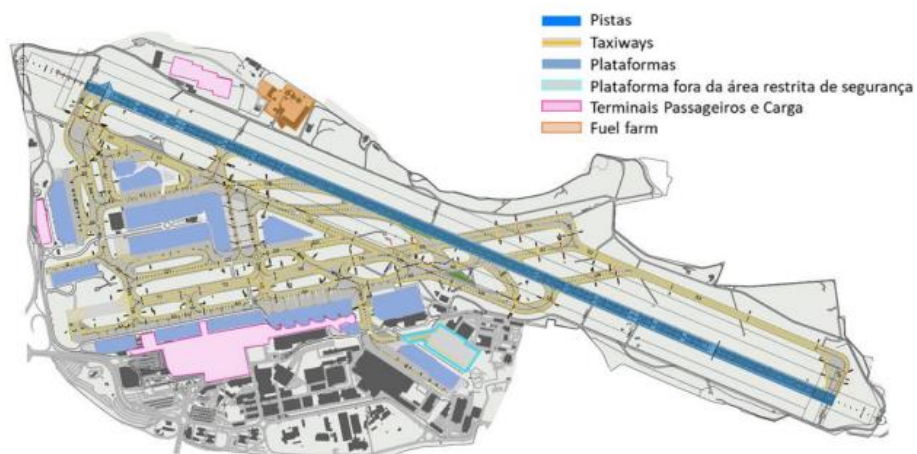 Pistas
Taxiways
Plataformas
Plataforma fora da área restrita de segurança
Terminais Passageiros e Carga
Fuel farm